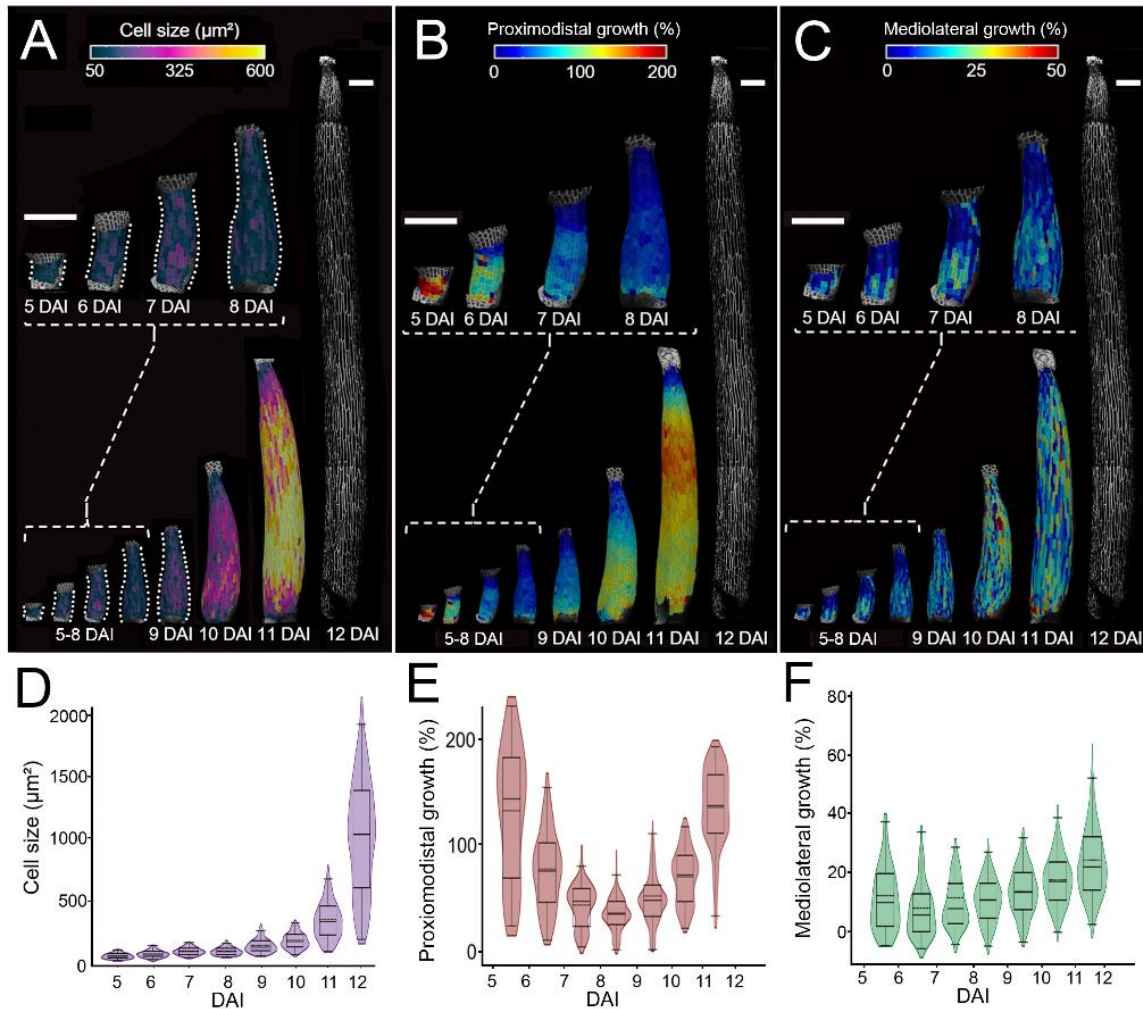 A
Cell size (µm²)
50 325 600
5 DAI 6 DAI 7 DAI 8 DAI
5-8 DAI 9 DAI 10 DAI 11 DAI 12 DAI
B
Proximodistal growth (%)
0 100 200
5 DAI 6 DAI 7 DAI 8 DAI
5-8 DAI 9 DAI 10 DAI 11 DAI 12 DAI
C
Mediolateral growth (%)
0 25 50
5 DAI 6 DAI 7 DAI 8 DAI
5-8 DAI 9 DAI 10 DAI 11 DAI 12 DAI
D
Cell size (µm²)
2000
1500
1000
500
0
5 6 7 8 9 10 11 12
DAI
E
Proxiomodistal growth (%)
200
100
0
5 6 7 8 9 10 11 12
DAI
F
Mediolateral growth (%)
80
60
40
20
0
5 6 7 8 9 10 11 12
DAI